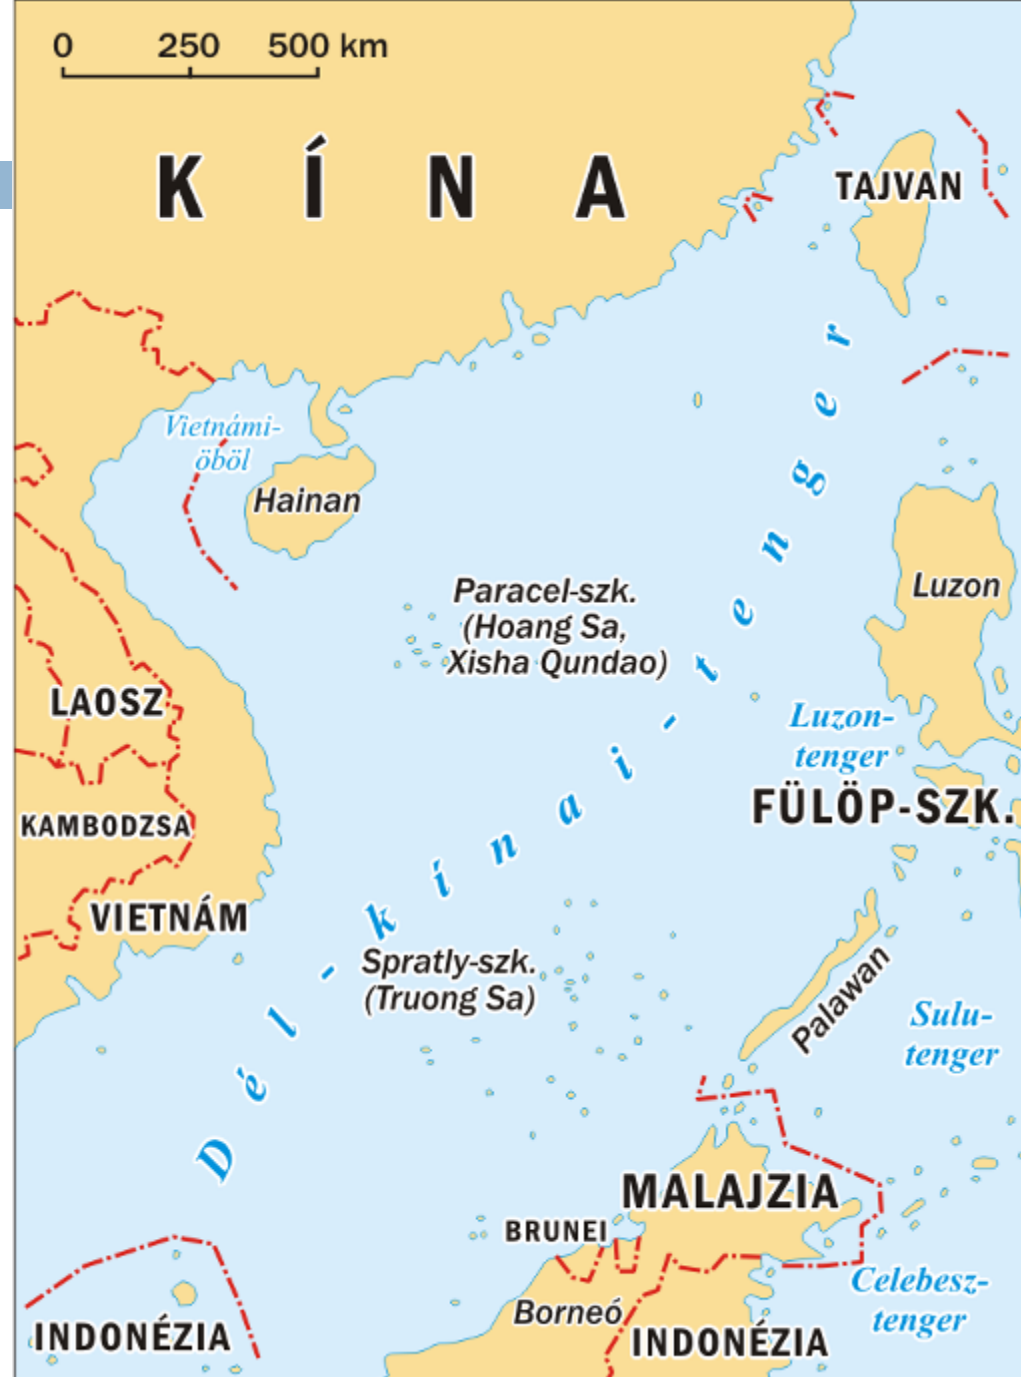 0 250 500 km
KÍNA
TAJVAN
Vietnámi-
öböl
Hainan
Paracel-szk.
(Hoang Sa,
Xisha Qundao)
Luzon
LAOSZ
Luzon-
tenger
FÜLÖP-SZK.
KAMBODZSA
VIETNÁM
Dél-kínai-tenger
Spratly-szk.
(Truong Sa)
Palawan
Sulu-
tenger
MALAJZIA
BRUNEI
Celebesz-
tenger
Borneó
INDONÉZIA
INDONÉZIA